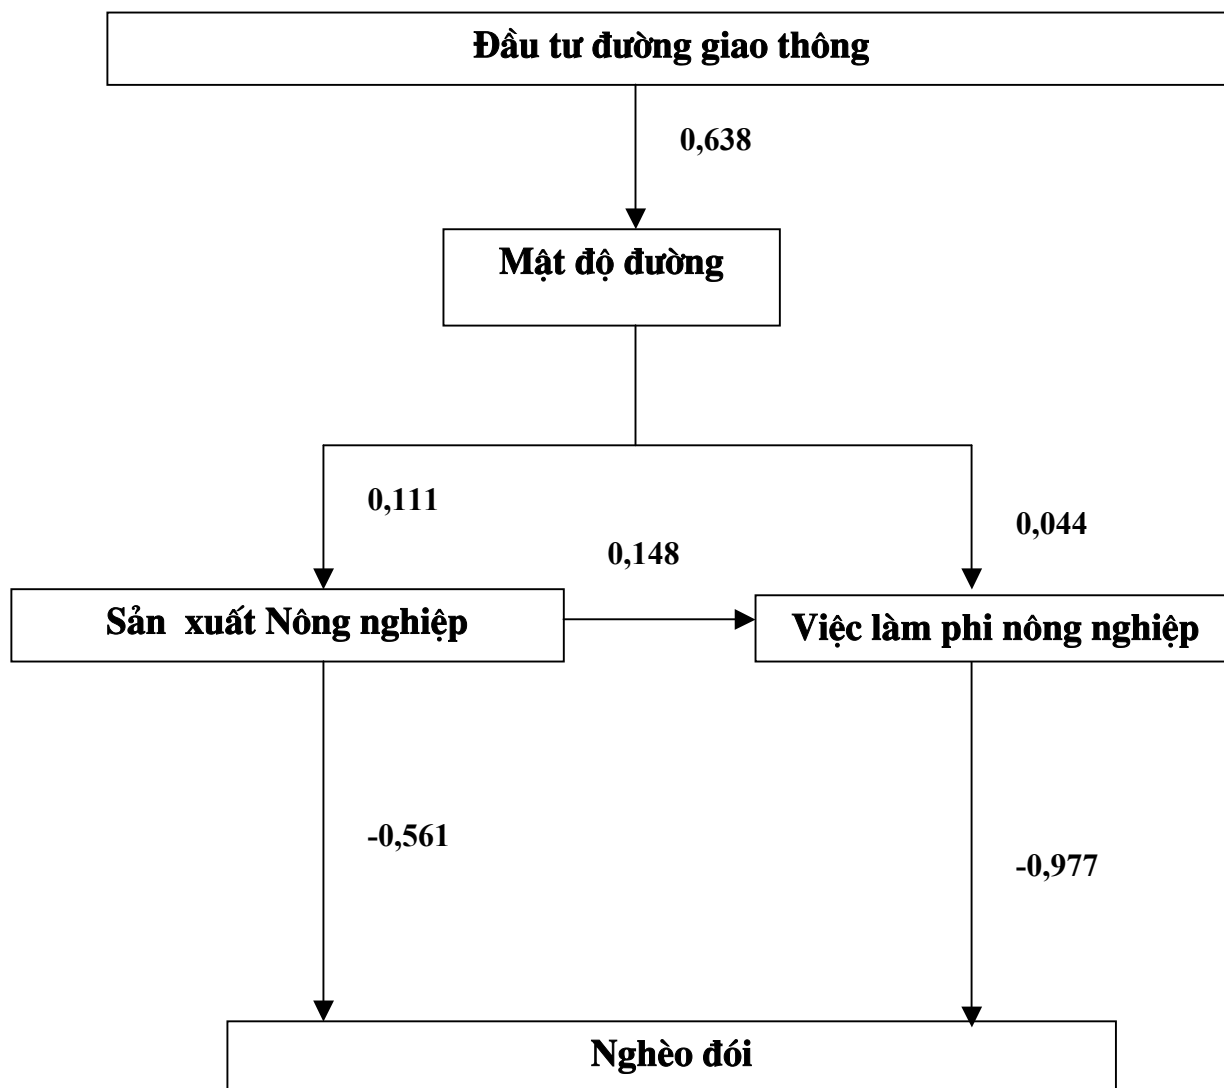 Đầu tư đường giao thông
0,638
Mật độ đường
0,111
0,044
0,148
Sản xuất Nông nghiệp
Việc làm phi nông nghiệp
-0,561
-0,977
Nghèo đói